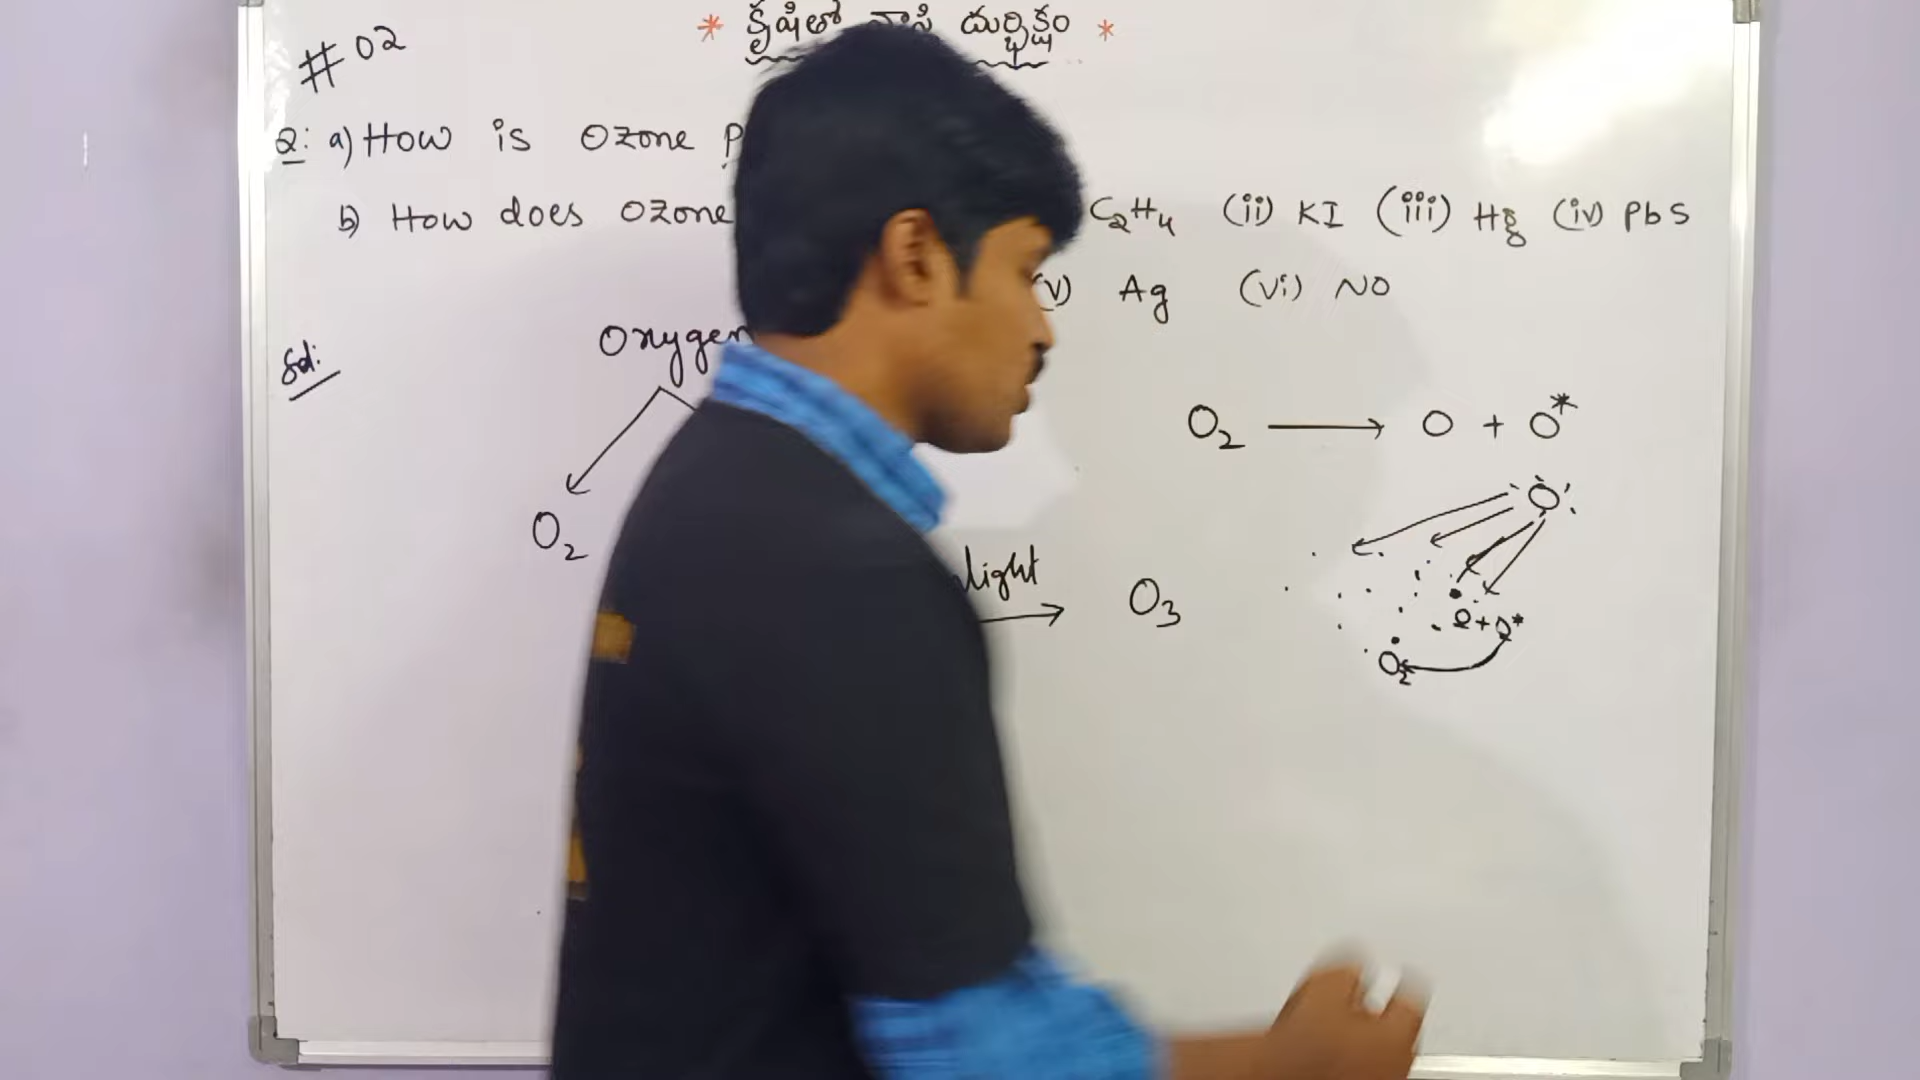 * కృషితో నాస్తి దుర్భిక్షం *
#02
Q: a) How is Ozone P
b) How does Ozone C₂H₄ (ii) KI (iii) Hg (iv) PbS
(v) Ag (vi) NO
Sol:
Oxygen
O₂ ⟶ O + O*
O
O₂
light
O₃
O + O*
O₂